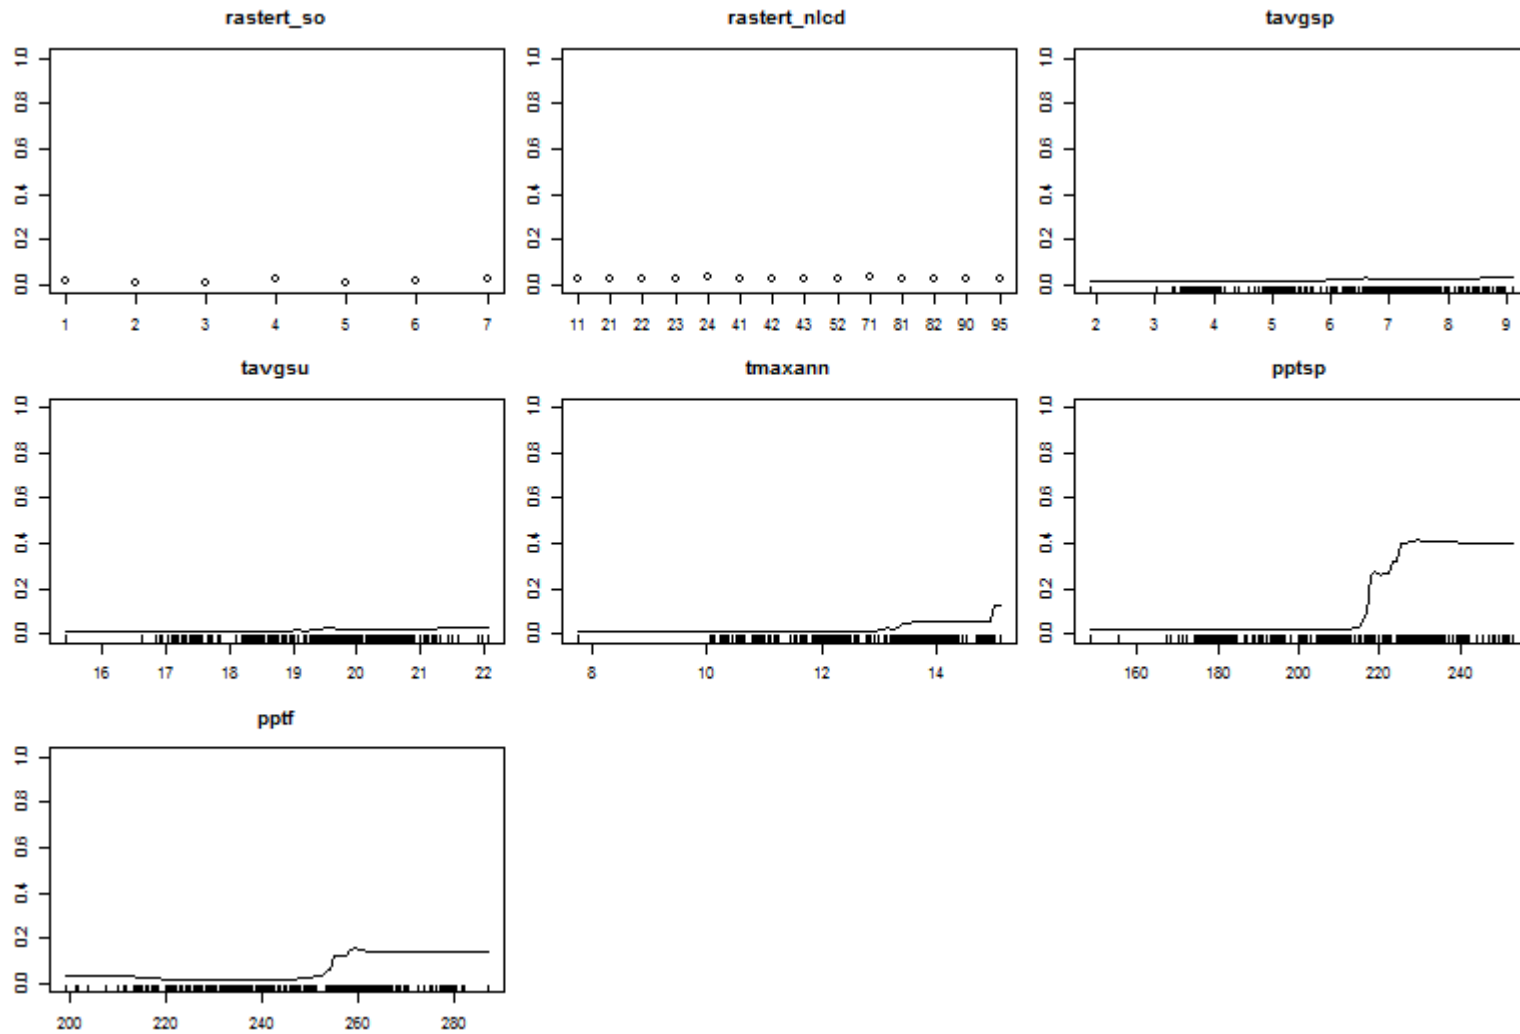 rastert_so
0.0 0.2 0.4 0.6 0.8 1.0
1 2 3 4 5 6 7
rastert_nlcd
0.0 0.2 0.4 0.6 0.8 1.0
11 21 22 23 24 41 42 43 52 71 81 82 90 95
tavgsp
0.0 0.2 0.4 0.6 0.8 1.0
2 3 4 5 6 7 8 9
tavgsu
0.0 0.2 0.4 0.6 0.8 1.0
16 17 18 19 20 21 22
tmaxann
0.0 0.2 0.4 0.6 0.8 1.0
8 10 12 14
pptsp
0.0 0.2 0.4 0.6 0.8 1.0
160 180 200 220 240
pptf
0.0 0.2 0.4 0.6 0.8 1.0
200 220 240 260 280